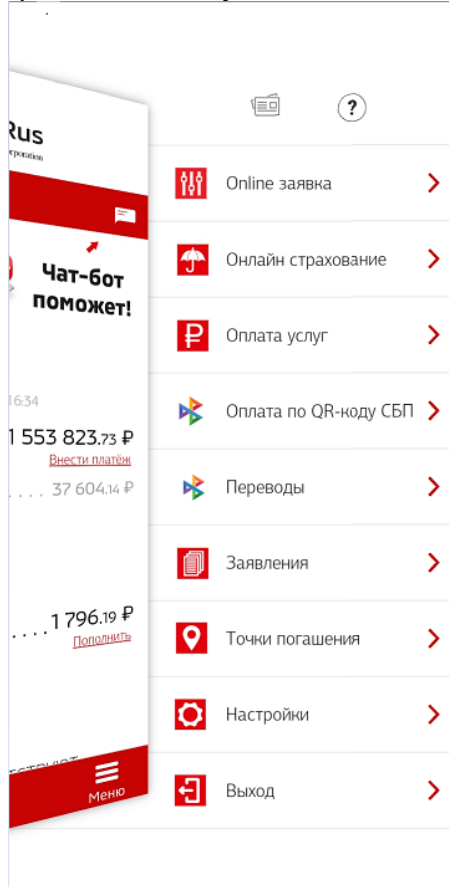 ?
Rus
Corporation
Чат-бот
поможет!
16:34
1 553 823.73 ₽
Внести платёж
.... 37 604.14 ₽
....1 796.19 ₽
Пополнить
Меню
Online заявка
Онлайн страхование
Оплата услуг
Оплата по QR-коду СБП
Переводы
Заявления
Точки погашения
Настройки
Выход